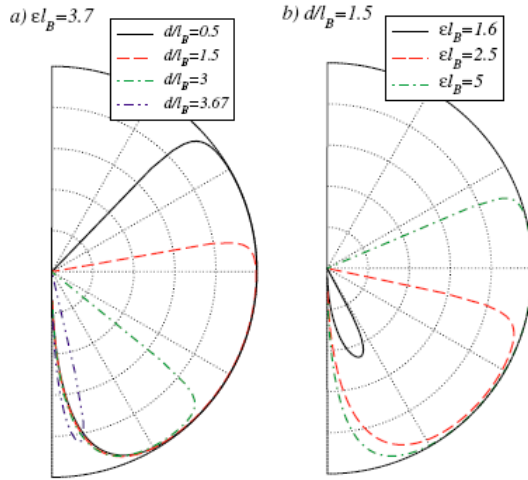 a) εl_B=3.7
d/l_B=0.5
d/l_B=1.5
d/l_B=3
d/l_B=3.67
b) d/l_B=1.5
εl_B=1.6
εl_B=2.5
εl_B=5